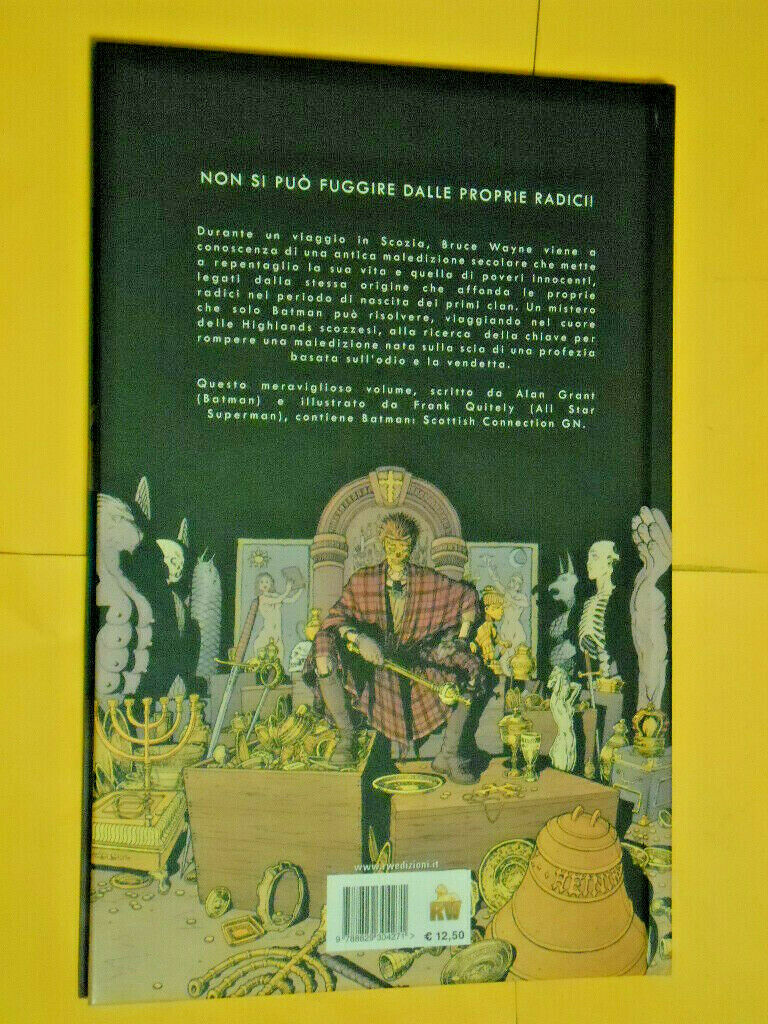 NON SI PUÒ FUGGIRE DALLE PROPRIE RADICI!
Durante un viaggio in Scozia, Bruce Wayne viene a
conoscenza di una antica maledizione secolare che mette
a repentaglio la sua vita e quella di poveri innocenti,
legati dalla stessa origine che affonda le proprie
radici nel periodo di nascita dei primi clan. Un mistero
che solo Batman può risolvere, viaggiando nel cuore
delle Highlands scozzesi, alla ricerca della chiave per
rompere una maledizione nata sulla scia di una profezia
basata sull'odio e la vendetta.
Questo meraviglioso volume, scritto da Alan Grant
(Batman) e illustrato da Frank Quitely (All Star
Superman), contiene Batman: Scottish Connection GN.
www.rwedizioni.it
RW
9 788829 304271 >
€ 12,50